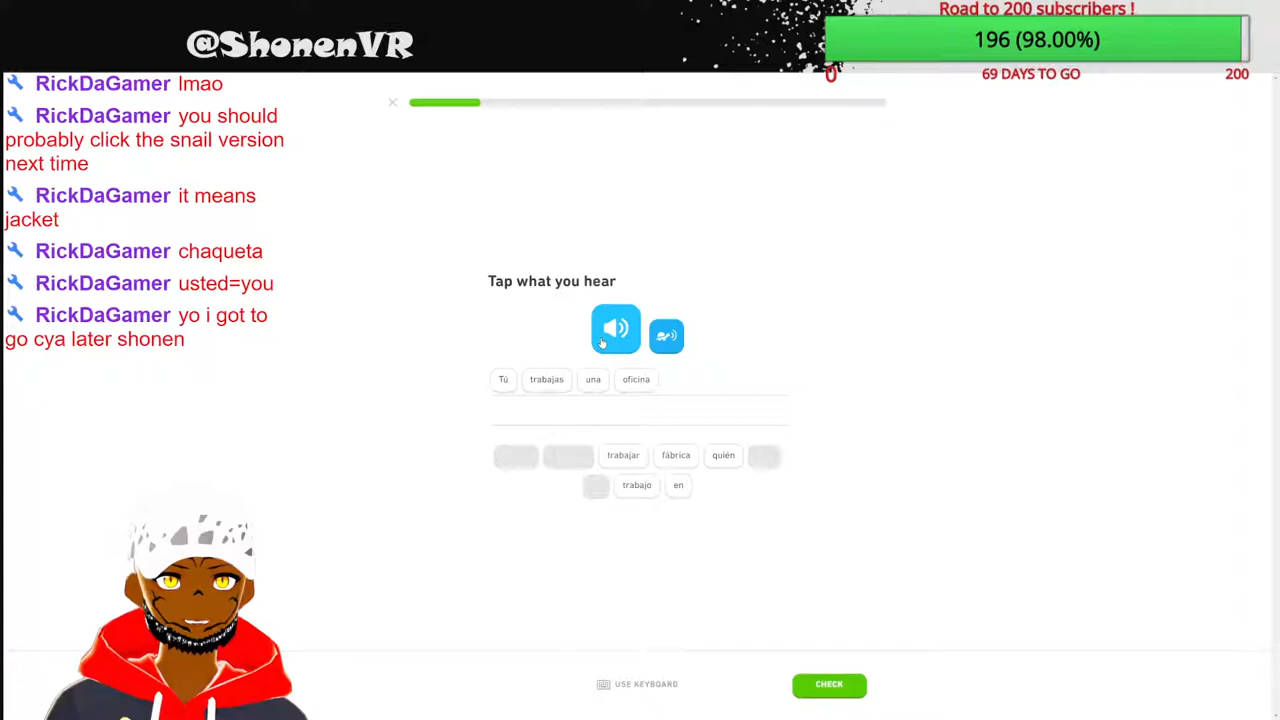 @ShonenVR
Road to 200 subscribers !
196 (98.00%)
0
69 DAYS TO GO
200
RickDaGamer lmao
RickDaGamer you should
probably click the snail version
next time
RickDaGamer it means
jacket
RickDaGamer chaqueta
RickDaGamer usted=you
RickDaGamer yo i got to
go cya later shonen
Tap what you hear
Tú trabajas una oficina
trabajar fábrica quién
trabajo en
USE KEYBOARD
CHECK